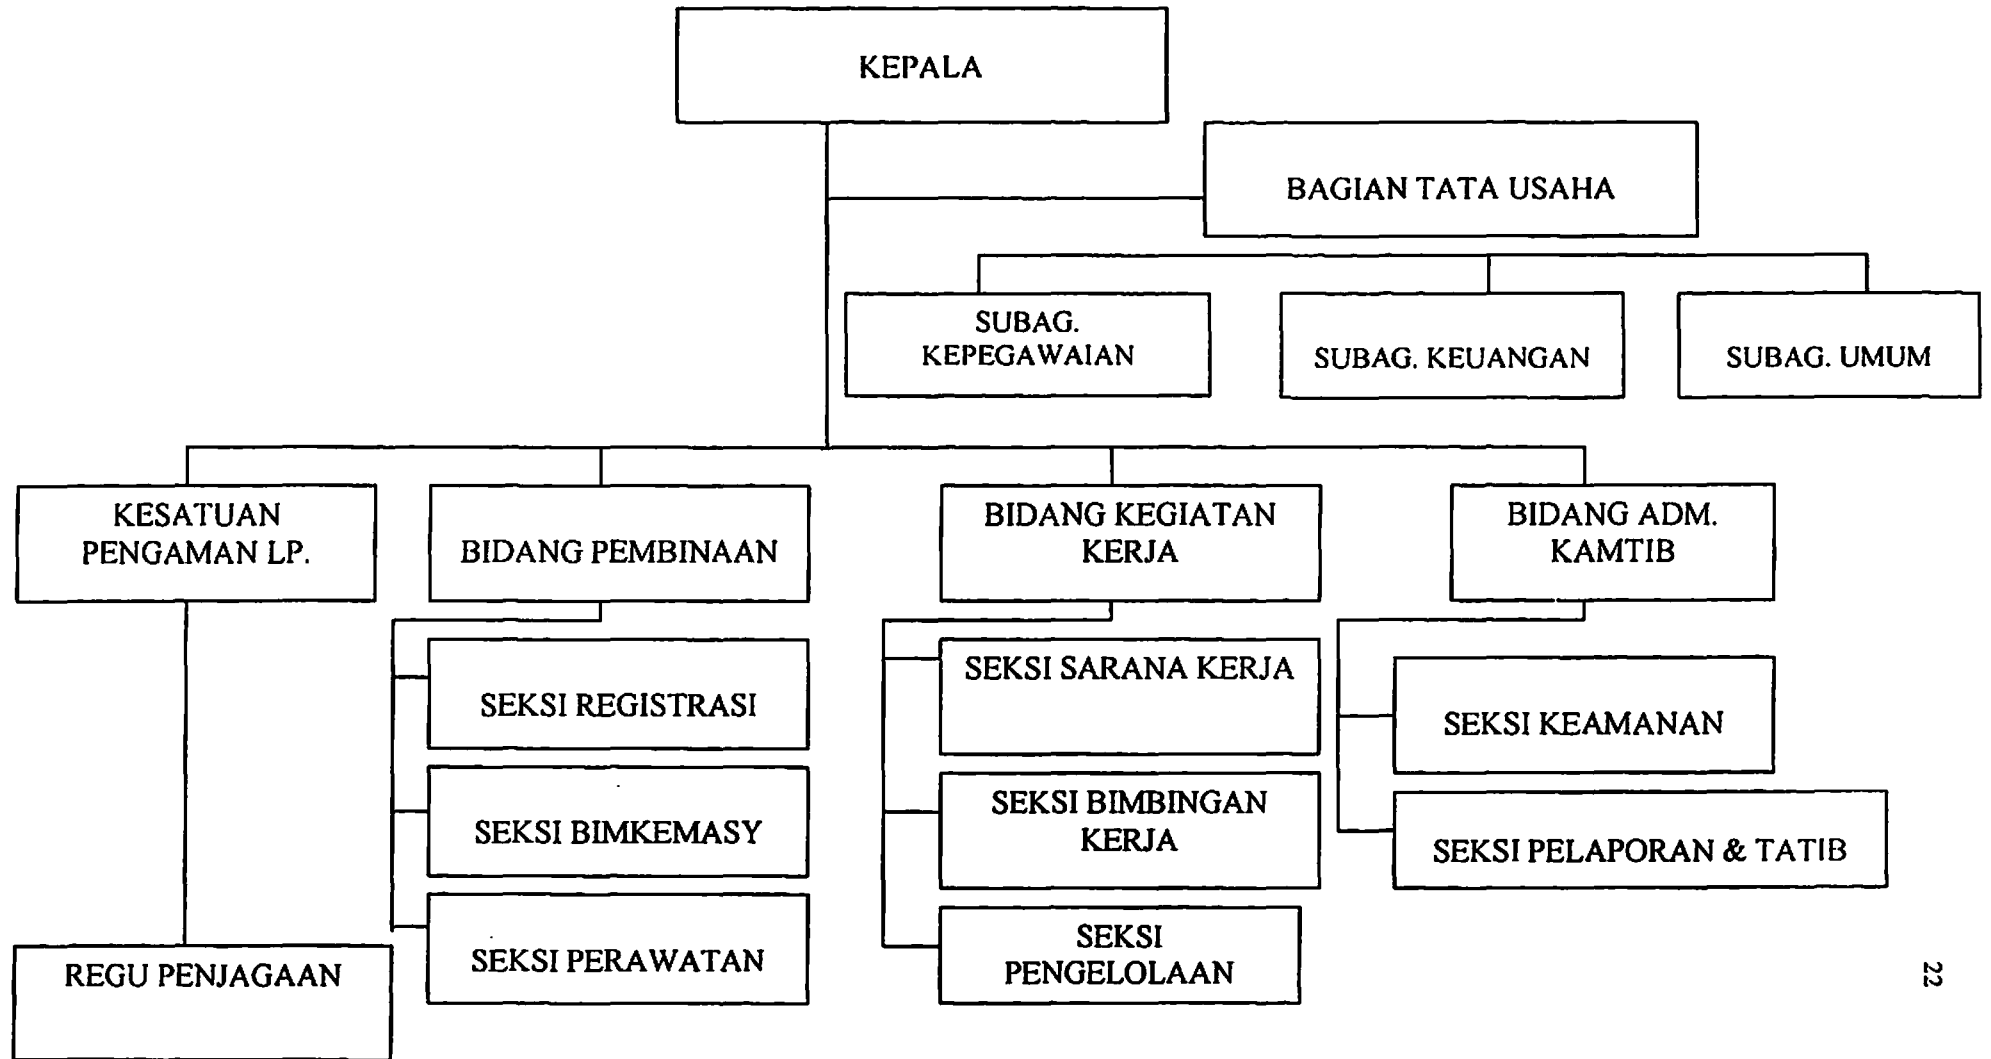 KEPALA
BAGIAN TATA USAHA
SUBAG.
KEPEGAWAIAN
SUBAG. KEUANGAN
SUBAG. UMUM
KESATUAN
PENGAMAN LP.
BIDANG PEMBINAAN
BIDANG KEGIATAN
KERJA
BIDANG ADM.
KAMTIB
SEKSI REGISTRASI
SEKSI BIMKEMASY
SEKSI PERAWATAN
SEKSI SARANA KERJA
SEKSI BIMBINGAN
KERJA
SEKSI
PENGELOLAAN
SEKSI KEAMANAN
SEKSI PELAPORAN & TATIB
REGU PENJAGAAN
22